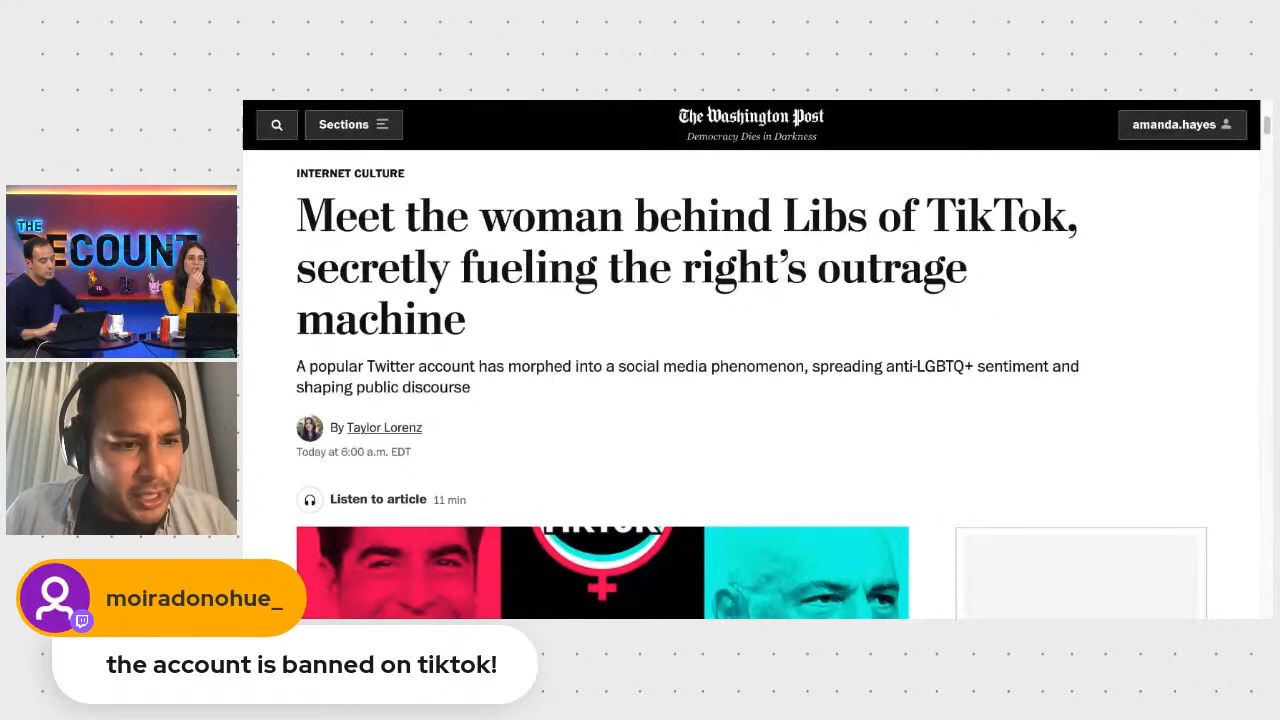 Sections
The Washington Post
Democracy Dies in Darkness
amanda.hayes
INTERNET CULTURE
Meet the woman behind Libs of TikTok,
secretly fueling the right's outrage
machine
A popular Twitter account has morphed into a social media phenomenon, spreading anti-LGBTQ+ sentiment and
shaping public discourse
By Taylor Lorenz
Today at 6:00 a.m. EDT
Listen to article 11 min
THE
RECOUNT
TIKTOK
moiradonohue_
the account is banned on tiktok!